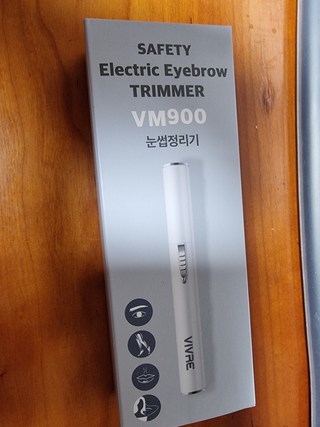 SAFETY
Electric Eyebrow
TRIMMER
VM900
눈썹정리기
VIVRE